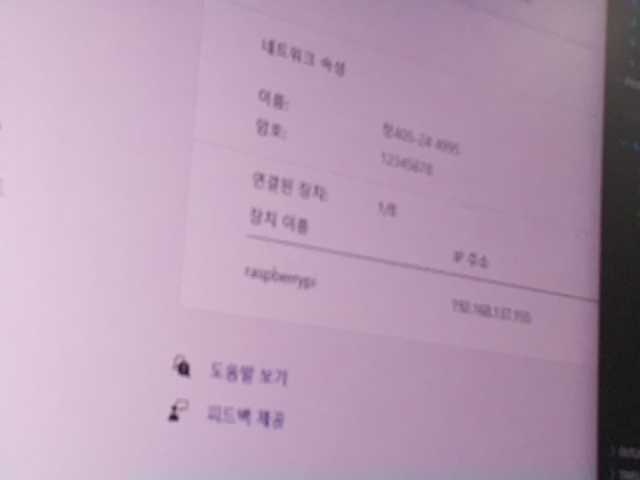 네트워크 속성
이름:
암호: 12345678
연결된 장치: 1/8
장치 이름 IP 주소
raspberrypi
도움말 보기
피드백 제공